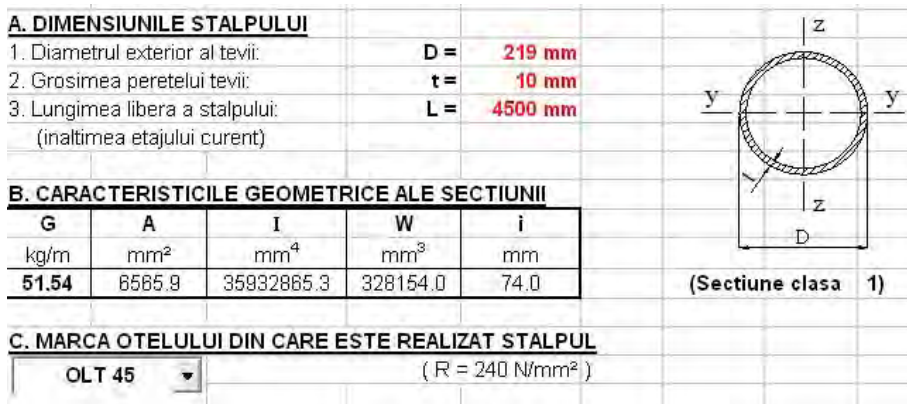 A. DIMENSIUNILE STALPULUI
1. Diametrul exterior al tevii: D = 219 mm
2. Grosimea peretelui tevii: t = 10 mm
3. Lungimea libera a stalpului: L = 4500 mm
(inaltimea etajului curent)
z
y y
t
z
D
(Sectiune clasa 1)
B. CARACTERISTICILE GEOMETRICE ALE SECTIUNII
G A I W i
kg/m mm² mm⁴ mm³ mm
51.54 6565.9 35932865.3 328154.0 74.0
C. MARCA OTELULUI DIN CARE ESTE REALIZAT STALPUL
OLT 45 ( R = 240 N/mm² )